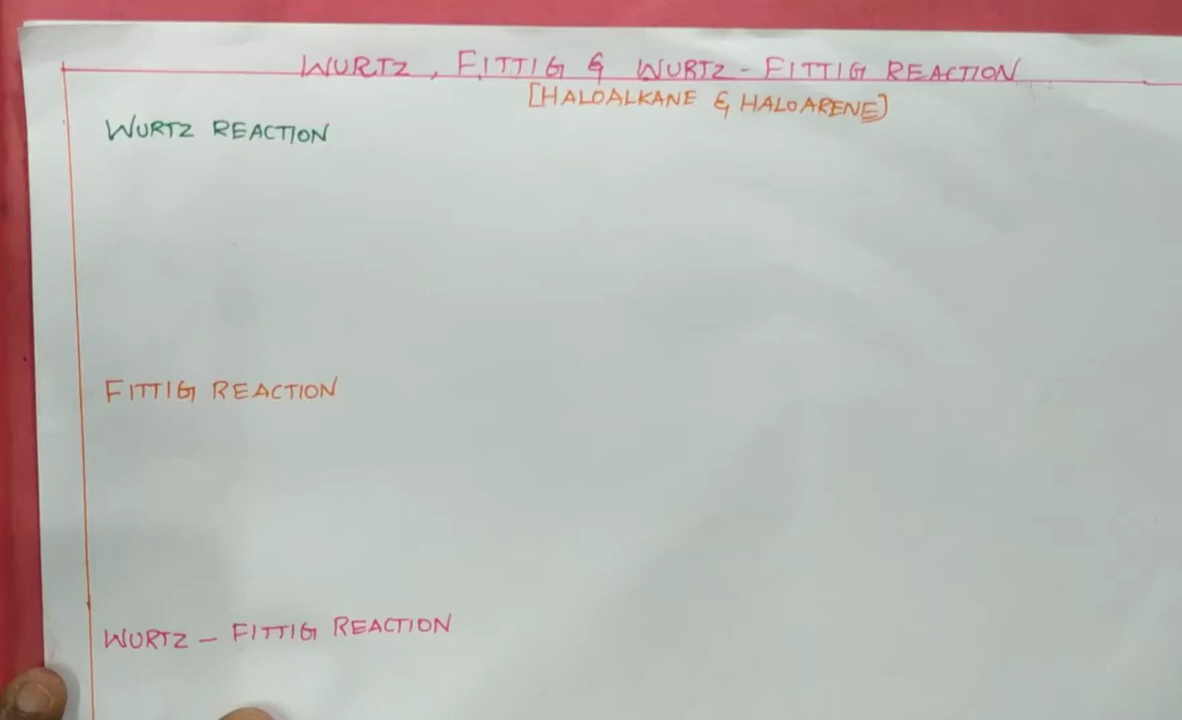 WURTZ, FITTIG & WURTZ - FITTIG REACTION
[HALOALKANE & HALOARENE]
WURTZ REACTION
FITTIG REACTION
WURTZ - FITTIG REACTION